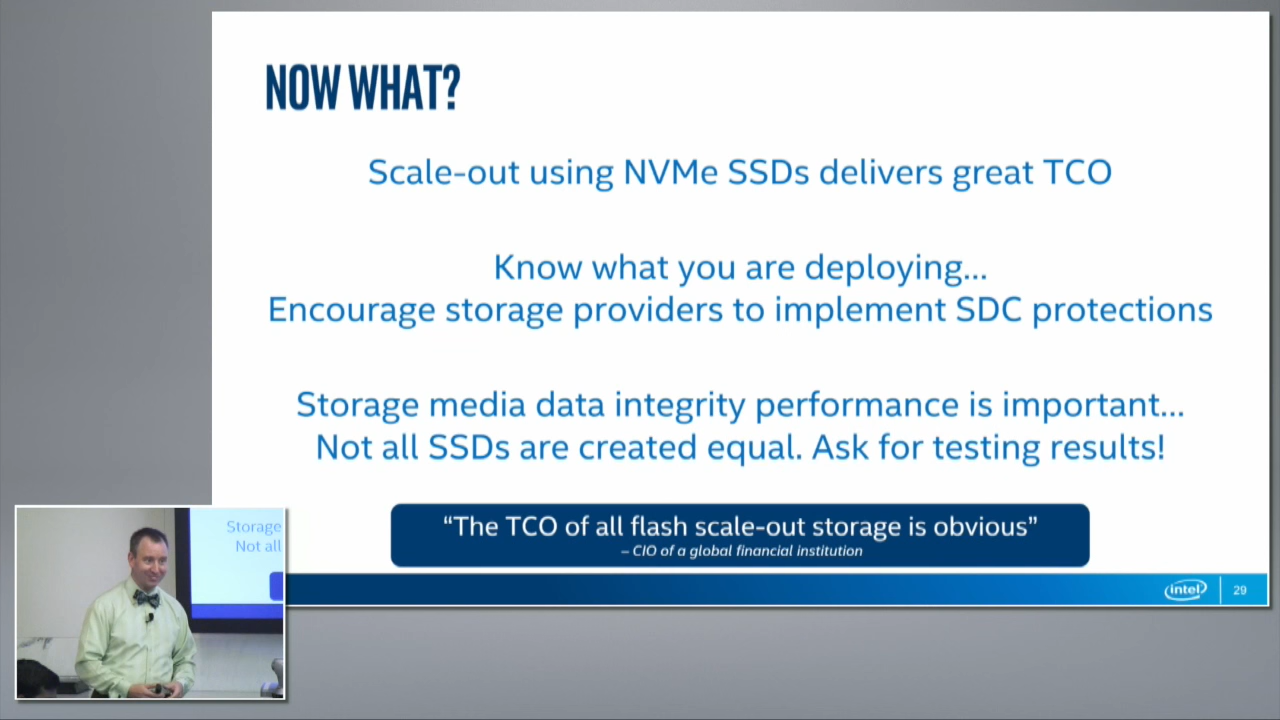 NOW WHAT?
Scale-out using NVMe SSDs delivers great TCO
Know what you are deploying...
Encourage storage providers to implement SDC protections
Storage media data integrity performance is important...
Not all SSDs are created equal. Ask for testing results!
“The TCO of all flash scale-out storage is obvious”
– CIO of a global financial institution
intel
29
Storage
Not all